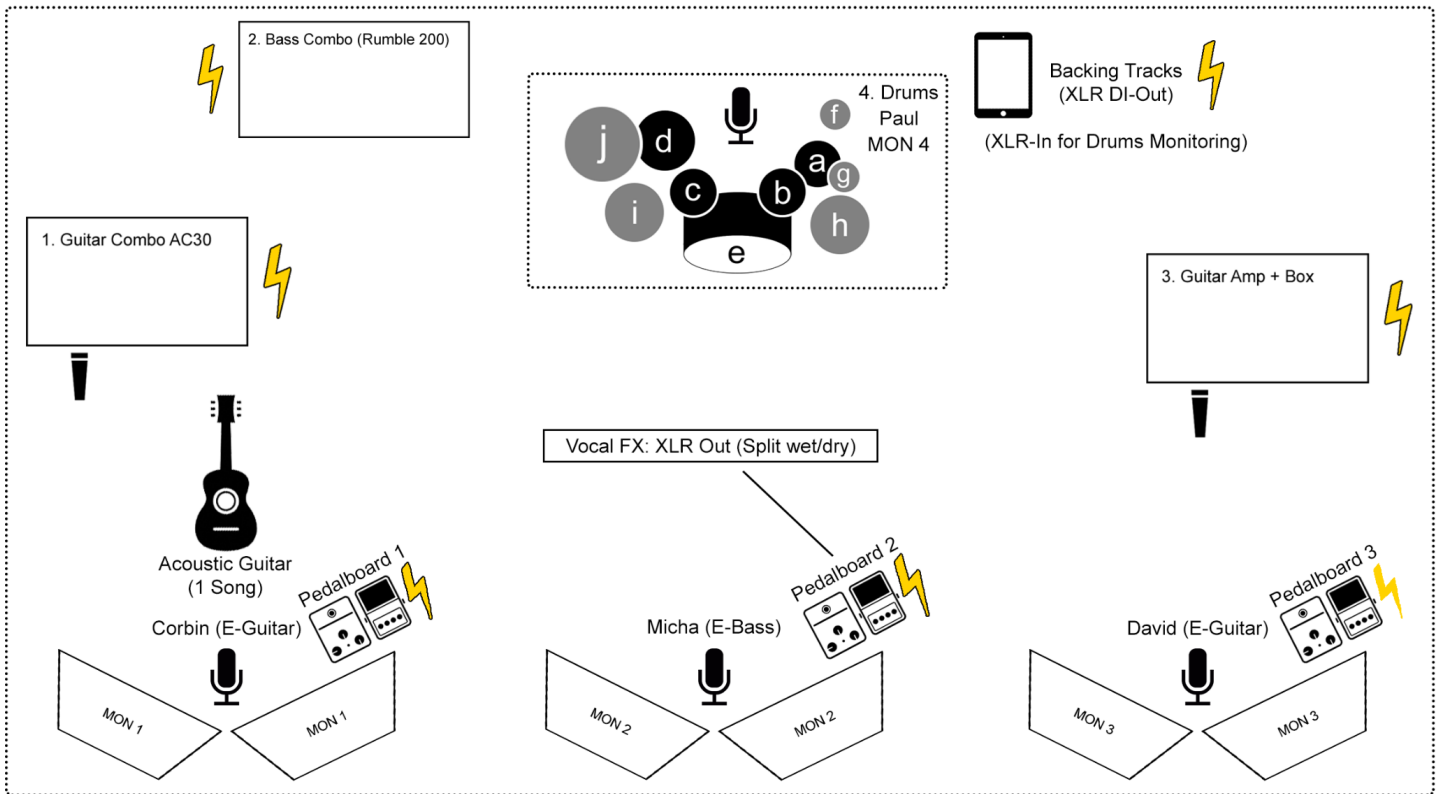 2. Bass Combo (Rumble 200)
4. Drums
Paul
MON 4
f
j
d
a
g
c
b
i
h
e
Backing Tracks
(XLR DI-Out)
(XLR-In for Drums Monitoring)
1. Guitar Combo AC30
3. Guitar Amp + Box
Vocal FX: XLR Out (Split wet/dry)
Acoustic Guitar
(1 Song)
Pedalboard 1
Corbin (E-Guitar)
MON 1
MON 1
Pedalboard 2
Micha (E-Bass)
MON 2
MON 2
Pedalboard 3
David (E-Guitar)
MON 3
MON 3